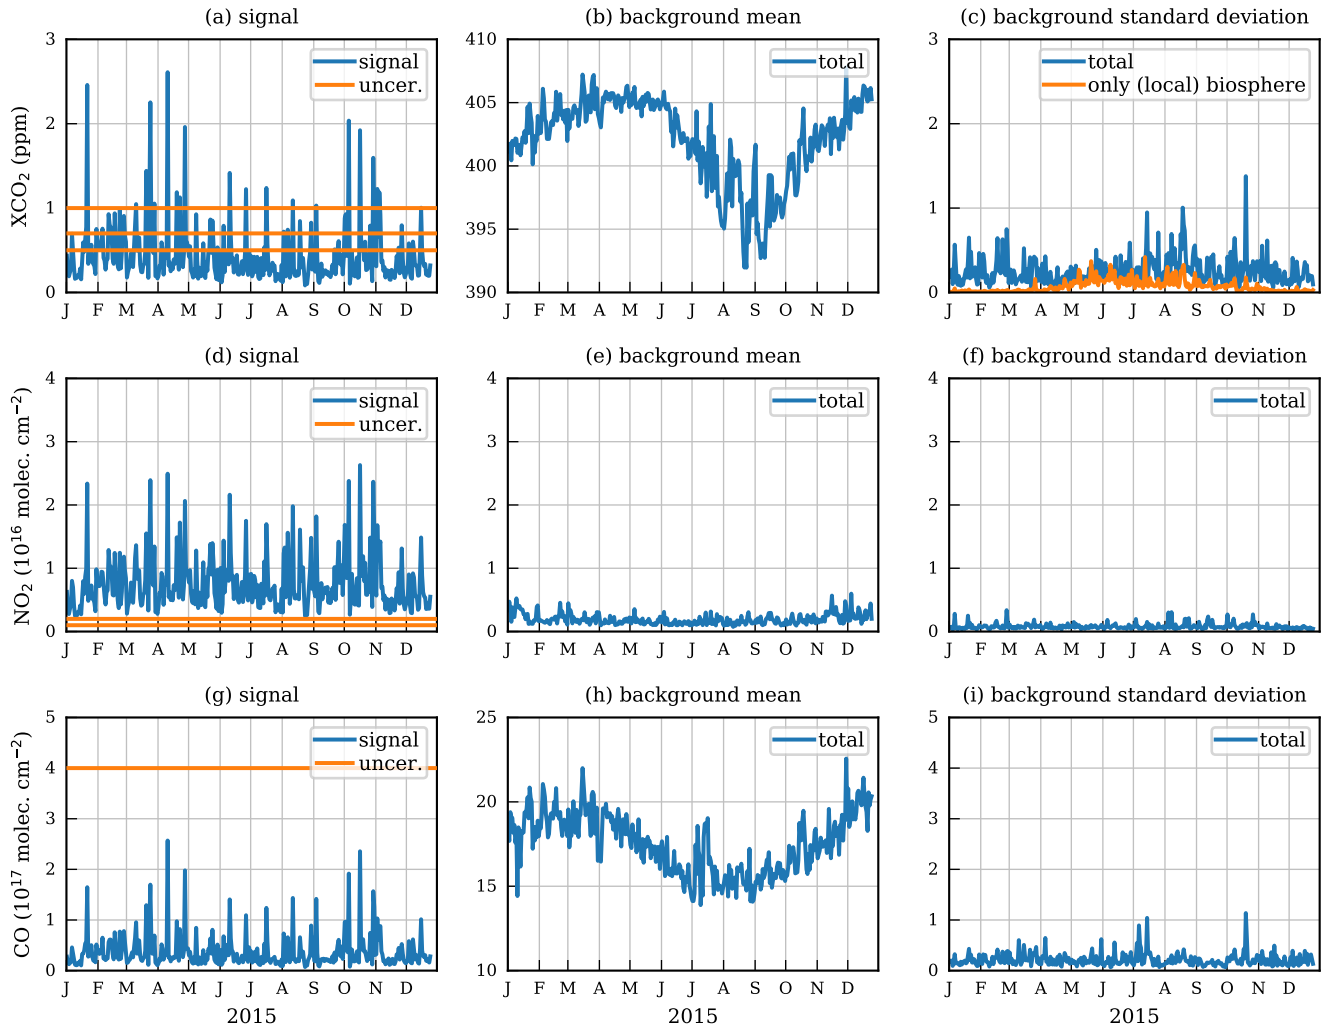 (a) signal
(b) background mean
(c) background standard deviation
XCO₂ (ppm)
3
2
1
0
signal
uncer.
J F M A M J J A S O N D
410
405
400
395
390
total
J F M A M J J A S O N D
3
2
1
0
total
only (local) biosphere
J F M A M J J A S O N D
(d) signal
(e) background mean
(f) background standard deviation
NO₂ (10¹⁶ molec. cm⁻²)
4
3
2
1
0
signal
uncer.
J F M A M J J A S O N D
4
3
2
1
0
total
J F M A M J J A S O N D
4
3
2
1
0
total
J F M A M J J A S O N D
(g) signal
(h) background mean
(i) background standard deviation
CO (10¹⁷ molec. cm⁻²)
5
4
3
2
1
0
signal
uncer.
J F M A M J J A S O N D
2015
25
20
15
10
total
J F M A M J J A S O N D
2015
5
4
3
2
1
0
total
J F M A M J J A S O N D
2015